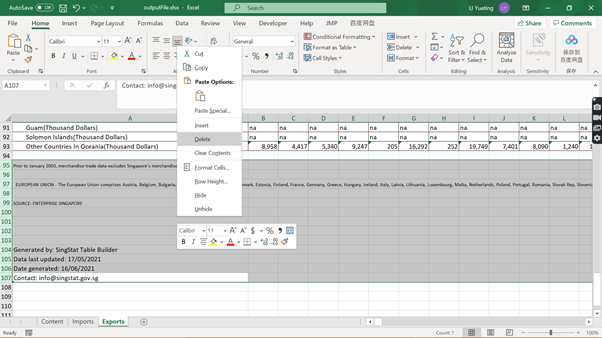 AutoSave Off outputFile.xlsx - Excel Search LI Yueting LY
File Home Insert Page Layout Formulas Data Review View Developer Help JMP 百度网盘 Share Comments
Calibri 11 General Conditional Formatting Insert
Paste Format as Table Delete Sort & Find & Analyze Sensitivity 保存到
Cell Styles Format Filter Select Data 百度网盘
Clipboard Font Number Styles Cells Editing Analysis Sensitivity 保存
A107 Contact: info@sing
A B C D E F G H I J K L
91 Guam(Thousand Dollars) na na na na na na na na na na na
92 Solomon Islands(Thousand Dollars) na na na na na na na na na na na
93 Other Countries In Oceania(Thousand Dollars) 8,958 4,417 5,340 9,247 205 16,292 252 19,749 7,401 8,090 1,240
94
95 Prior to January 2003, merchandise trade data excludes Singapore's merchandise
96
97 EUROPEAN UNION - The European Union comprises Austria, Belgium, Bulgaria, mark, Estonia, Finland, France, Germany, Greece, Hungary, Ireland, Italy, Latvia, Lithuania, Luxembourg, Malta, Netherlands, Poland, Portugal, Romania, Slovak Rep, Slovenia
98
99 SOURCE: ENTERPRISE SINGAPORE
100
101
102
103
104 Generated by: SingStat Table Builder
105 Data last updated: 17/05/2021
106 Date generated: 16/06/2021
107 Contact: info@singstat.gov.sg
108
109
110
111
Cut
Copy
Paste Options:
Paste Special...
Insert
Delete
Clear Contents
Format Cells...
Row Height...
Hide
Unhide
Calibri 11 A A $ % 9
B I A
Content Imports Exports
Ready Count: 7 100%